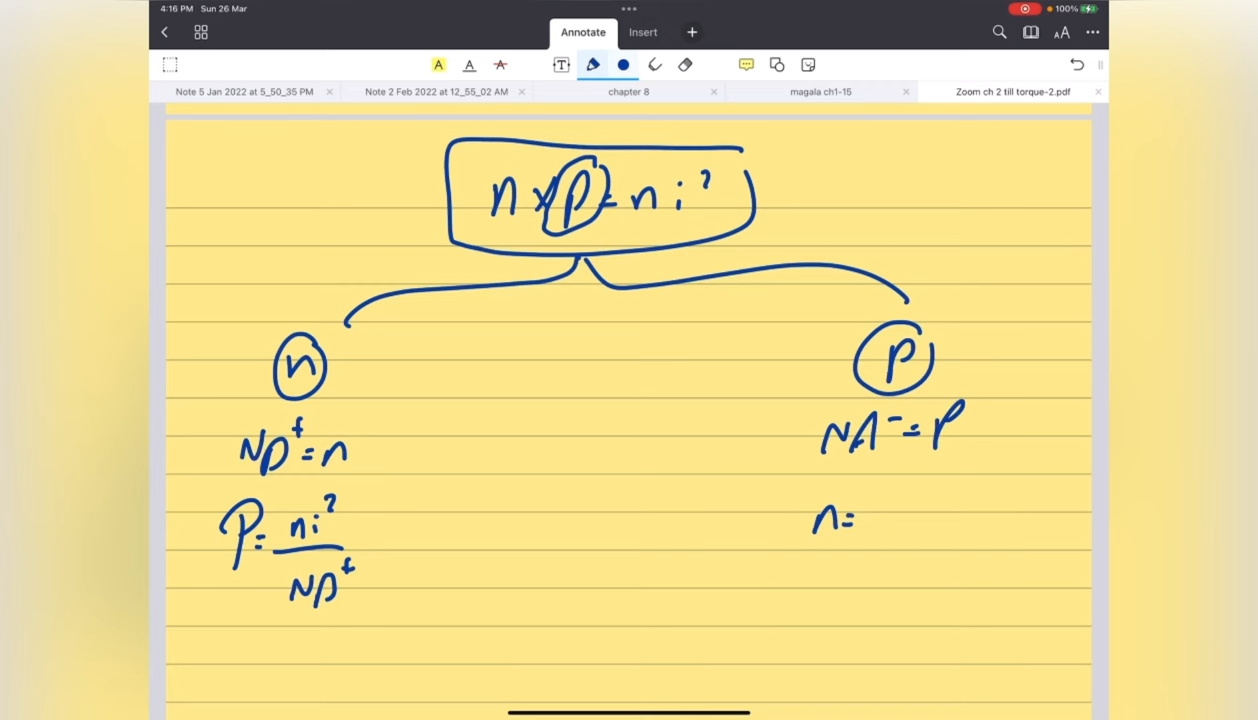 4:16 PM Sun 26 Mar
100%
Annotate Insert
Note 5 Jan 2022 at 5_50_35 PM
Note 2 Feb 2022 at 12_55_02 AM
chapter 8
magala ch1-15
Zoom ch 2 till torque-2.pdf
n × p = ni²
n
p
ND⁺ = n
NA⁻ = p
P = ni² / ND⁺
n =